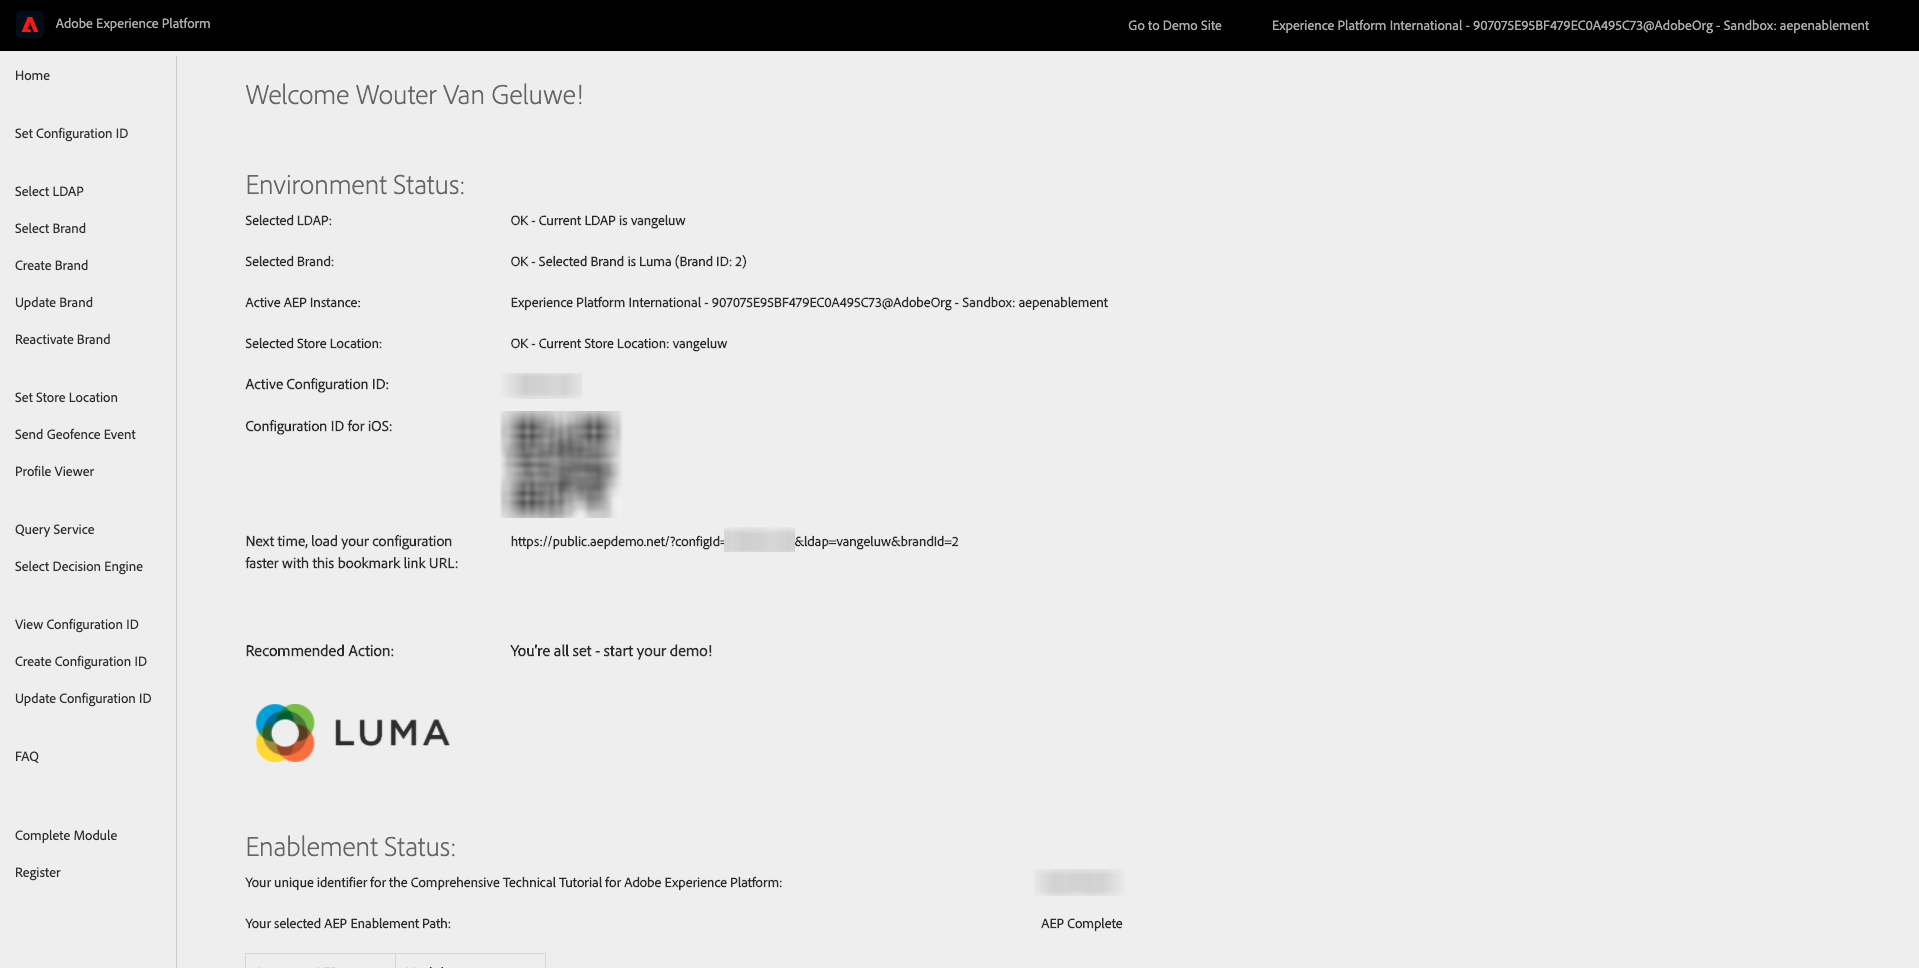 Adobe Experience Platform
Go to Demo Site
Experience Platform International - 907075E95BF479EC0A495C73@AdobeOrg - Sandbox: aepenablement
Home
Set Configuration ID
Select LDAP
Select Brand
Create Brand
Update Brand
Reactivate Brand
Set Store Location
Send Geofence Event
Profile Viewer
Query Service
Select Decision Engine
View Configuration ID
Create Configuration ID
Update Configuration ID
FAQ
Complete Module
Register
Welcome Wouter Van Geluwe!
Environment Status:
Selected LDAP:
OK - Current LDAP is vangeluw
Selected Brand:
OK - Selected Brand is Luma (Brand ID: 2)
Active AEP Instance:
Experience Platform International - 907075E95BF479EC0A495C73@AdobeOrg - Sandbox: aepenablement
Selected Store Location:
OK - Current Store Location: vangeluw
Active Configuration ID:
Configuration ID for iOS:
Next time, load your configuration
faster with this bookmark link URL:
https://public.aepdemo.net/?configId= &ldap=vangeluw&brandId=2
Recommended Action:
You're all set - start your demo!
LUMA
Enablement Status:
Your unique identifier for the Comprehensive Technical Tutorial for Adobe Experience Platform:
Your selected AEP Enablement Path:
AEP Complete